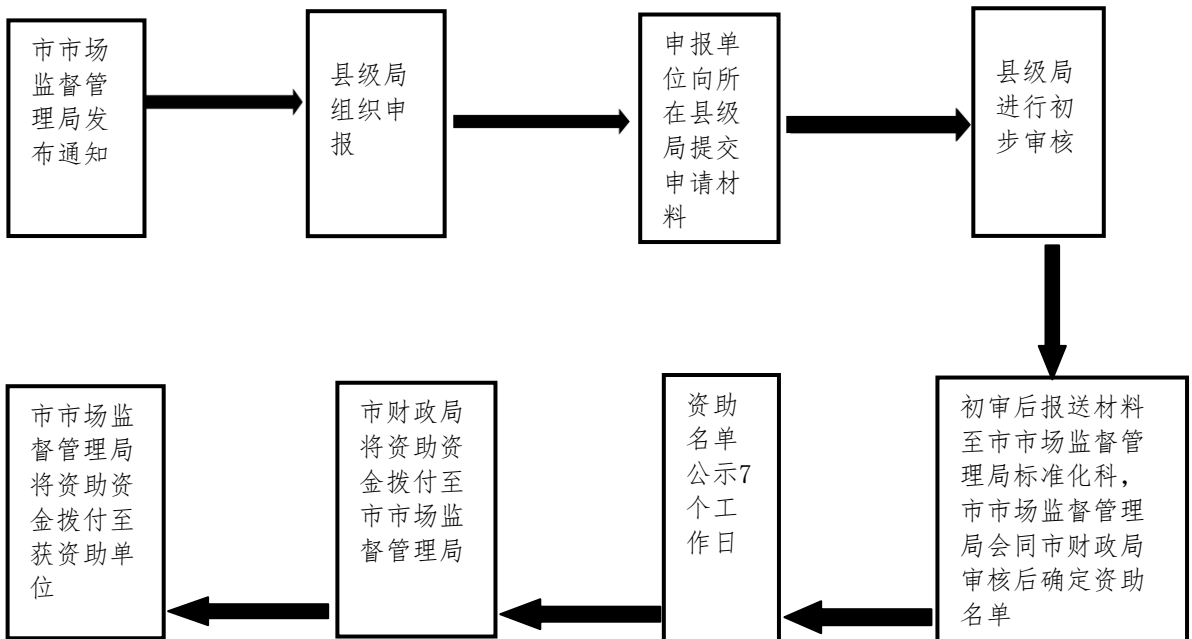 市市场
监督管
理局发
布通知
县级局
组织申
报
申报单
位向所
在县级
局提交
申请材
料
县级局
进行初
步审核
初审后报送材料
至市市场监督管
理局标准化科，
市市场监督管理
局会同市财政局
审核后确定资助
名单
资助
名单
公示7
个工
作日
市财政局
将资助资
金拨付至
市市场监
督管理局
市市场监
督管理局
将资助资
金拨付至
获资助单
位